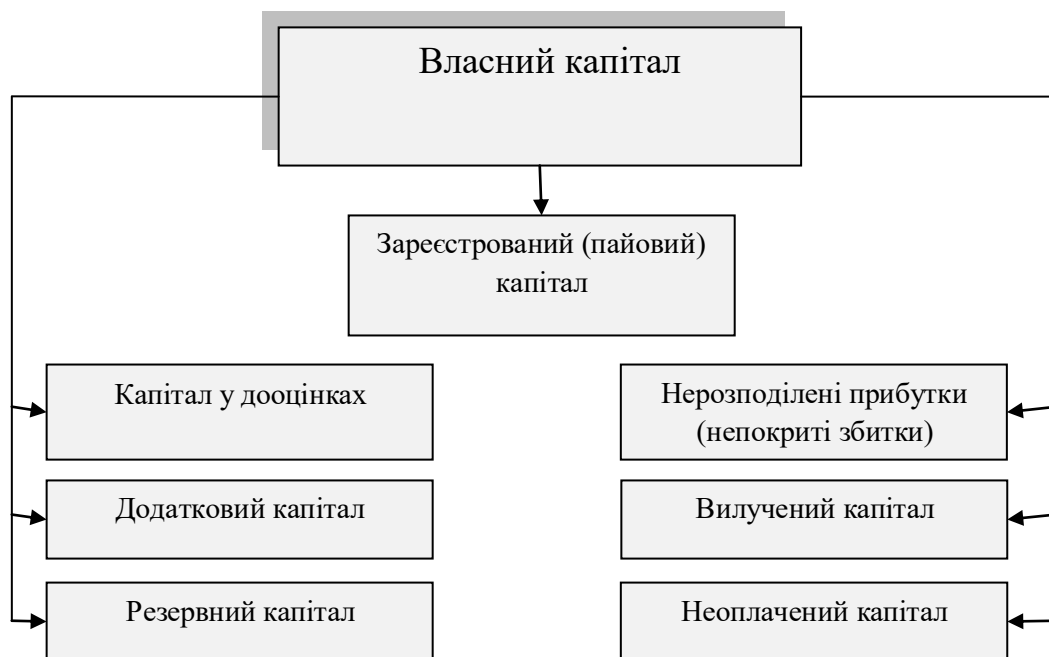 Власний капітал
Зареєстрований (пайовий)
капітал
Капітал у дооцінках
Нерозподілені прибутки
(непокриті збитки)
Додатковий капітал
Вилучений капітал
Резервний капітал
Неоплачений капітал